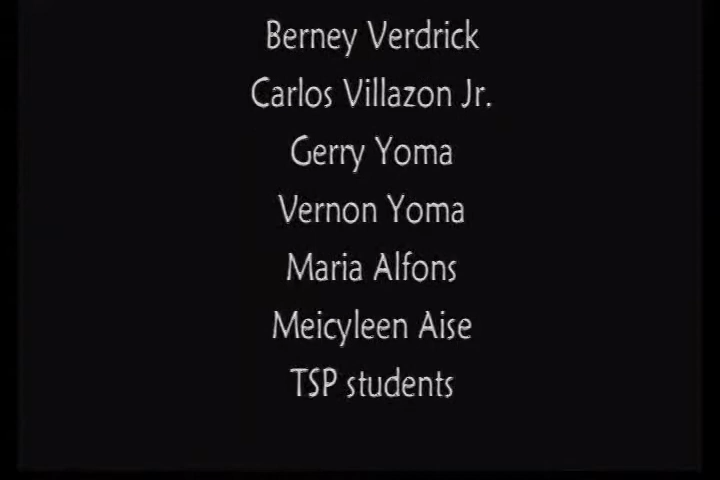 Berney Verdrick
Carlos Villazon Jr.
Gerry Yoma
Vernon Yoma
Maria Alfons
Meicyleen Aise
TSP students